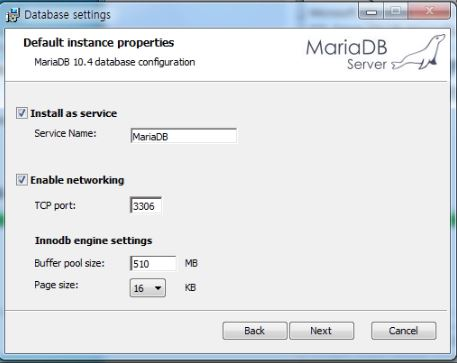 Database settings
Default instance properties
MariaDB 10.4 database configuration
MariaDB
Server
Install as service
Service Name: MariaDB
Enable networking
TCP port: 3306
Innodb engine settings
Buffer pool size: 510 MB
Page size: 16 KB
Back Next Cancel